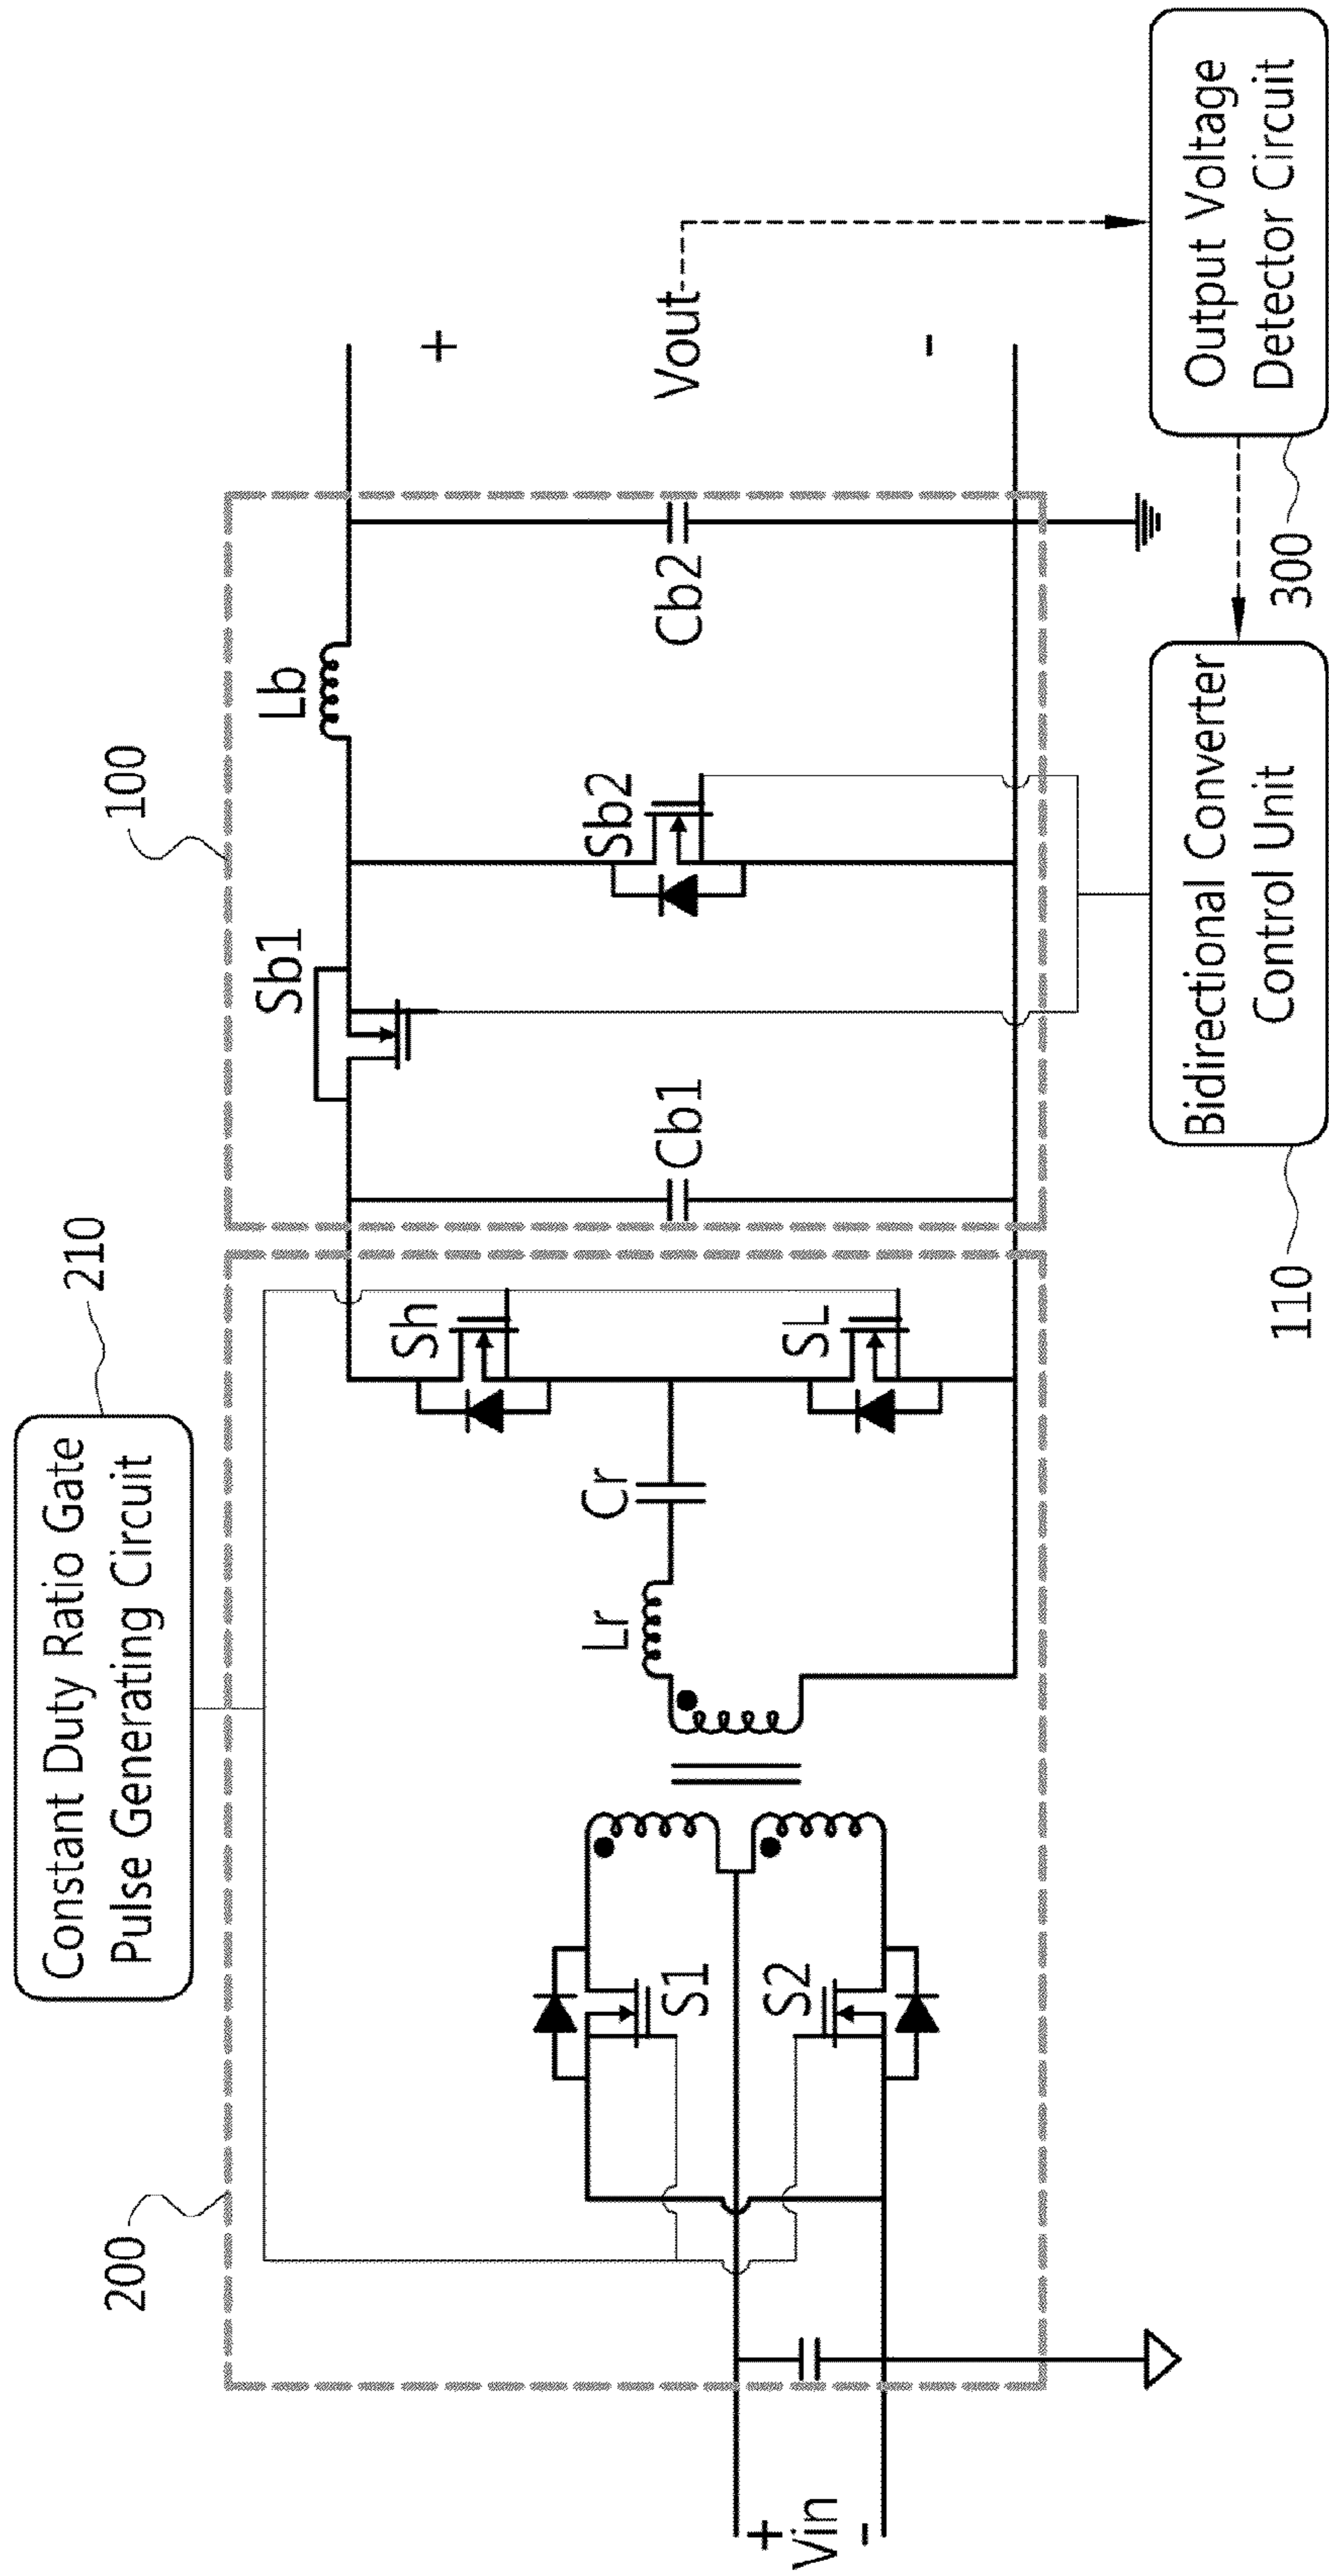 Constant Duty Ratio Gate
Pulse Generating Circuit
210
200
100
Sb1
Lb
Sh
+
S1
Lr
Cr
Cb1
Sb2
Cb2
Vout
+
Vin
-
S2
SL
-
110
Bidirectional Converter
Control Unit
300
Output Voltage
Detector Circuit